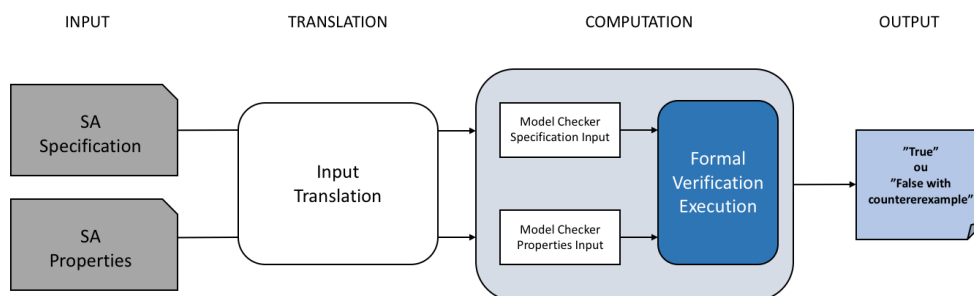 INPUT
TRANSLATION
COMPUTATION
OUTPUT
SA
Specification
SA
Properties
Input
Translation
Model Checker
Specification Input
Model Checker
Properties Input
Formal
Verification
Execution
”True”
ou
”False with
countererexample”